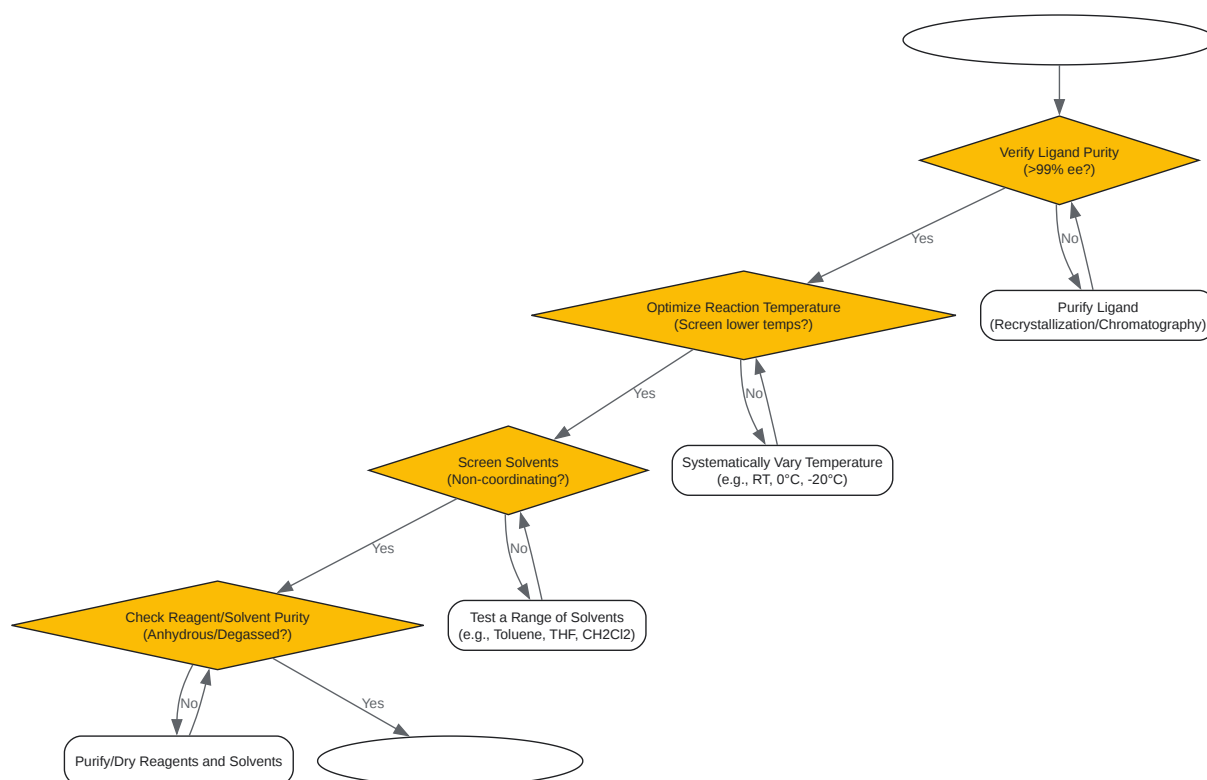 Verify Ligand Purity
(>99% ee?)
Yes
No
Purify Ligand
(Recrystallization/Chromatography)
Optimize Reaction Temperature
(Screen lower temps?)
Yes
No
Systematically Vary Temperature
(e.g., RT, 0°C, -20°C)
Screen Solvents
(Non-coordinating?)
Yes
No
Test a Range of Solvents
(e.g., Toluene, THF, CH2Cl2)
Check Reagent/Solvent Purity
(Anhydrous/Degassed?)
No
Yes
Purify/Dry Reagents and Solvents